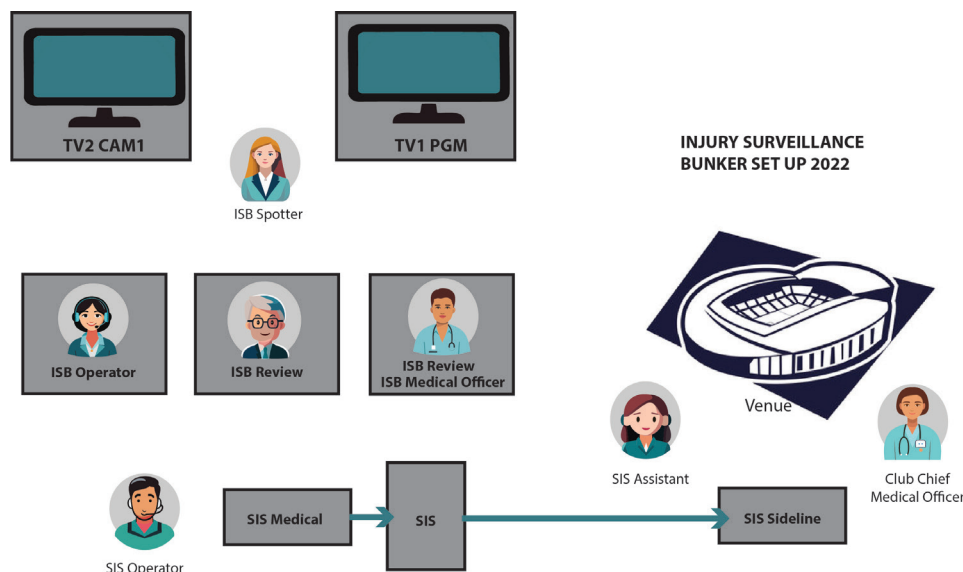 TV2 CAM1
TV1 PGM
ISB Spotter
INJURY SURVEILLANCE
BUNKER SET UP 2022
ISB Operator
ISB Review
ISB Review
ISB Medical Officer
Venue
SIS Assistant
Club Chief
Medical Officer
SIS Medical
SIS
SIS Sideline
SIS Operator